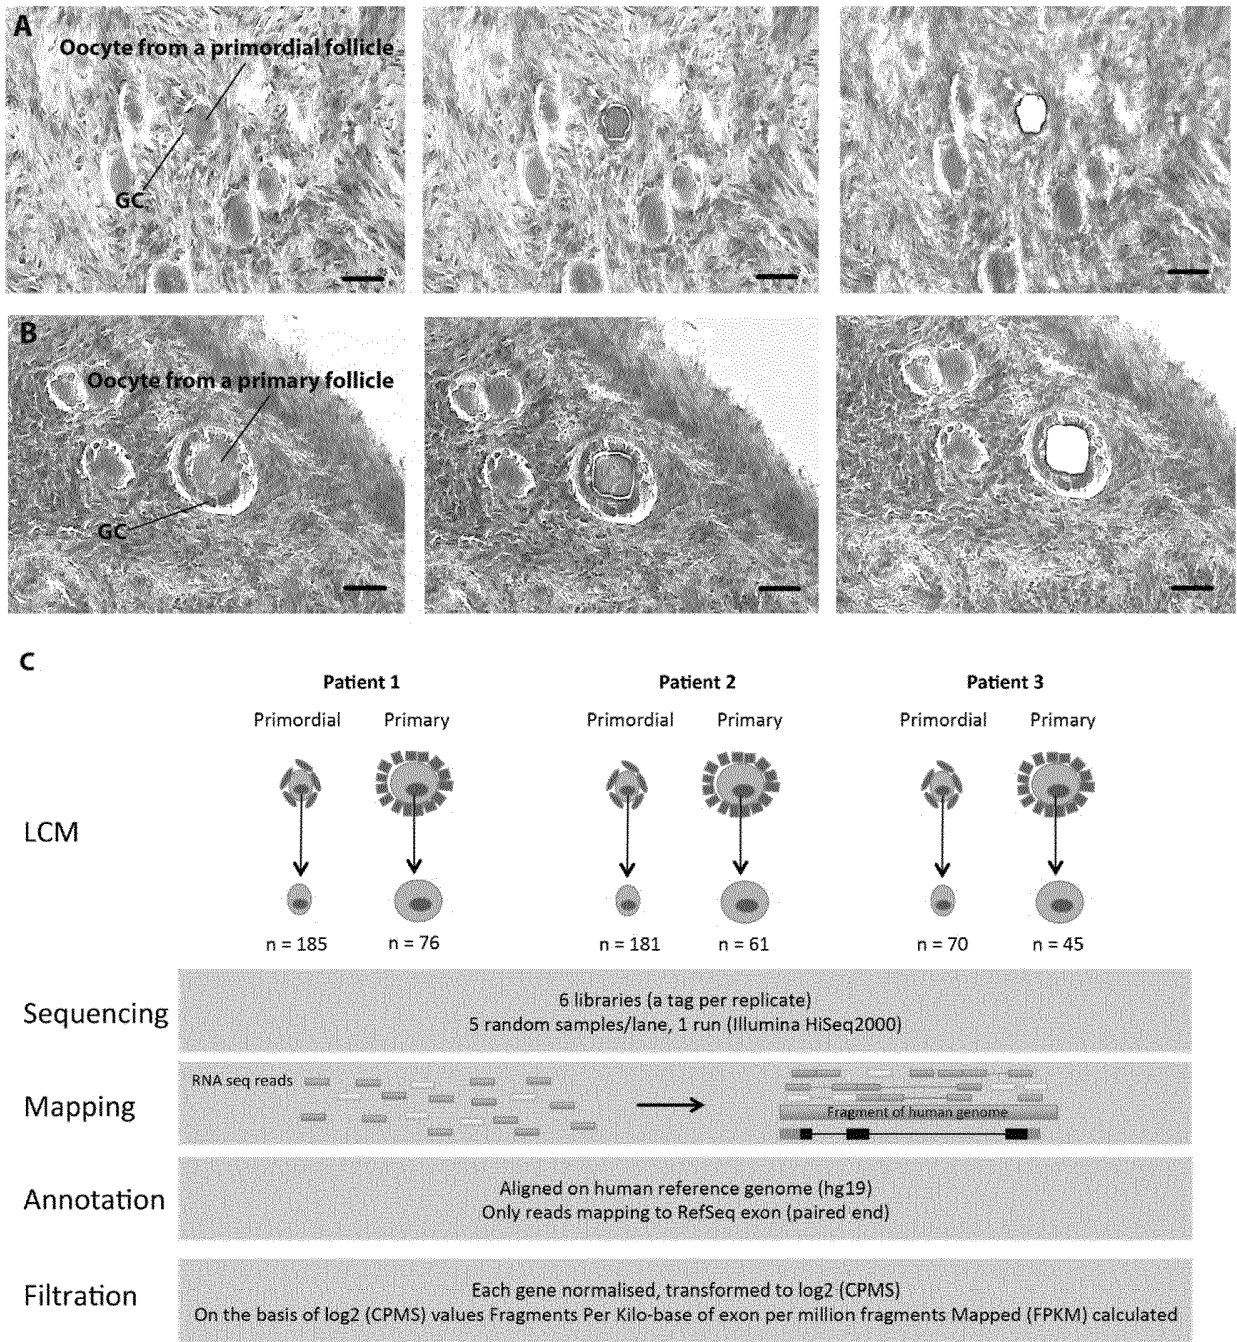 A
Oocyte from a primordial follicle
GC
B
Oocyte from a primary follicle
GC
C
Patient 1
Patient 2
Patient 3
Primordial
Primary
Primordial
Primary
Primordial
Primary
LCM
n = 185
n = 76
n = 181
n = 61
n = 70
n = 45
Sequencing
6 libraries (a tag per replicate)
5 random samples/lane, 1 run (Illumina HiSeq2000)
Mapping
RNA seq reads
Fragment of human genome
Annotation
Aligned on human reference genome (hg19)
Only reads mapping to RefSeq exon (paired end)
Filtration
Each gene normalised, transformed to log2 (CPMS)
On the basis of log2 (CPMS) values Fragments Per Kilo-base of exon per million fragments Mapped (FPKM) calculated